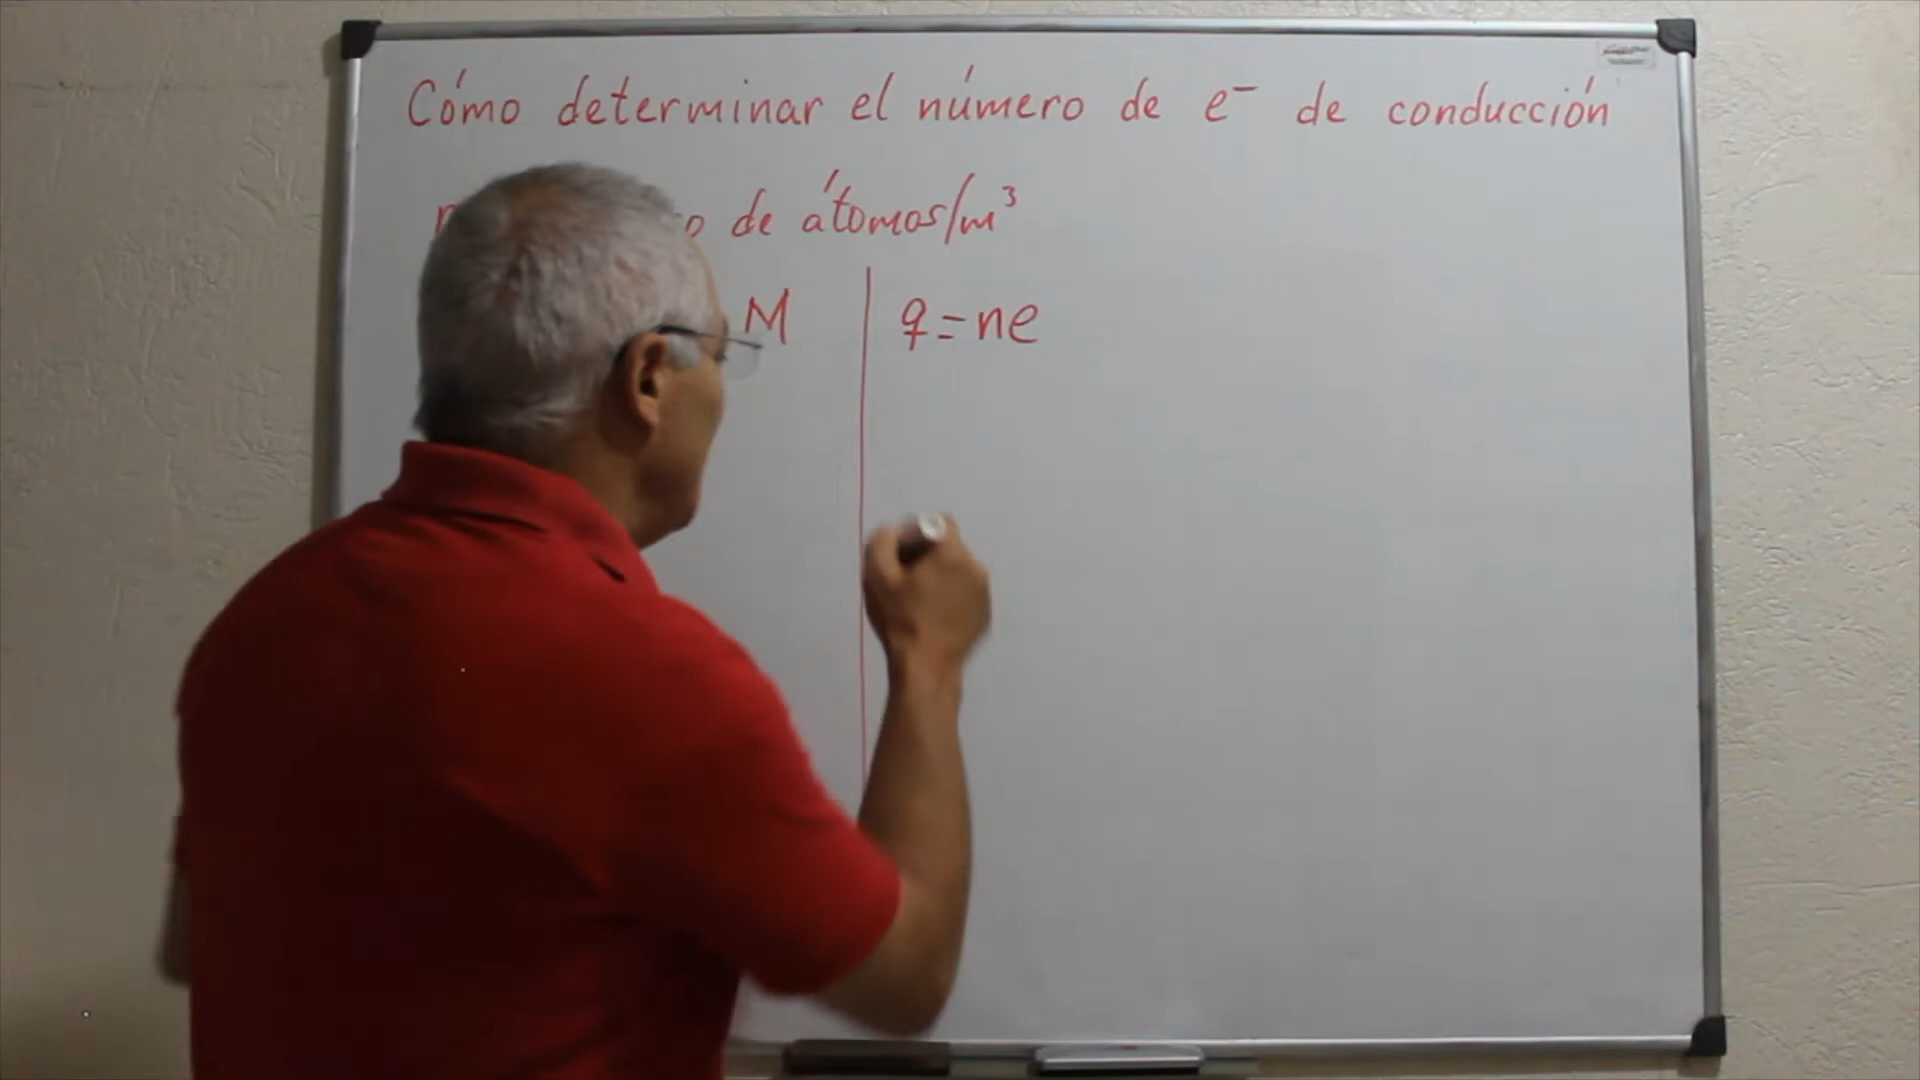 Cómo determinar el número de e⁻ de conducción
de átomos/m³
M
q=ne